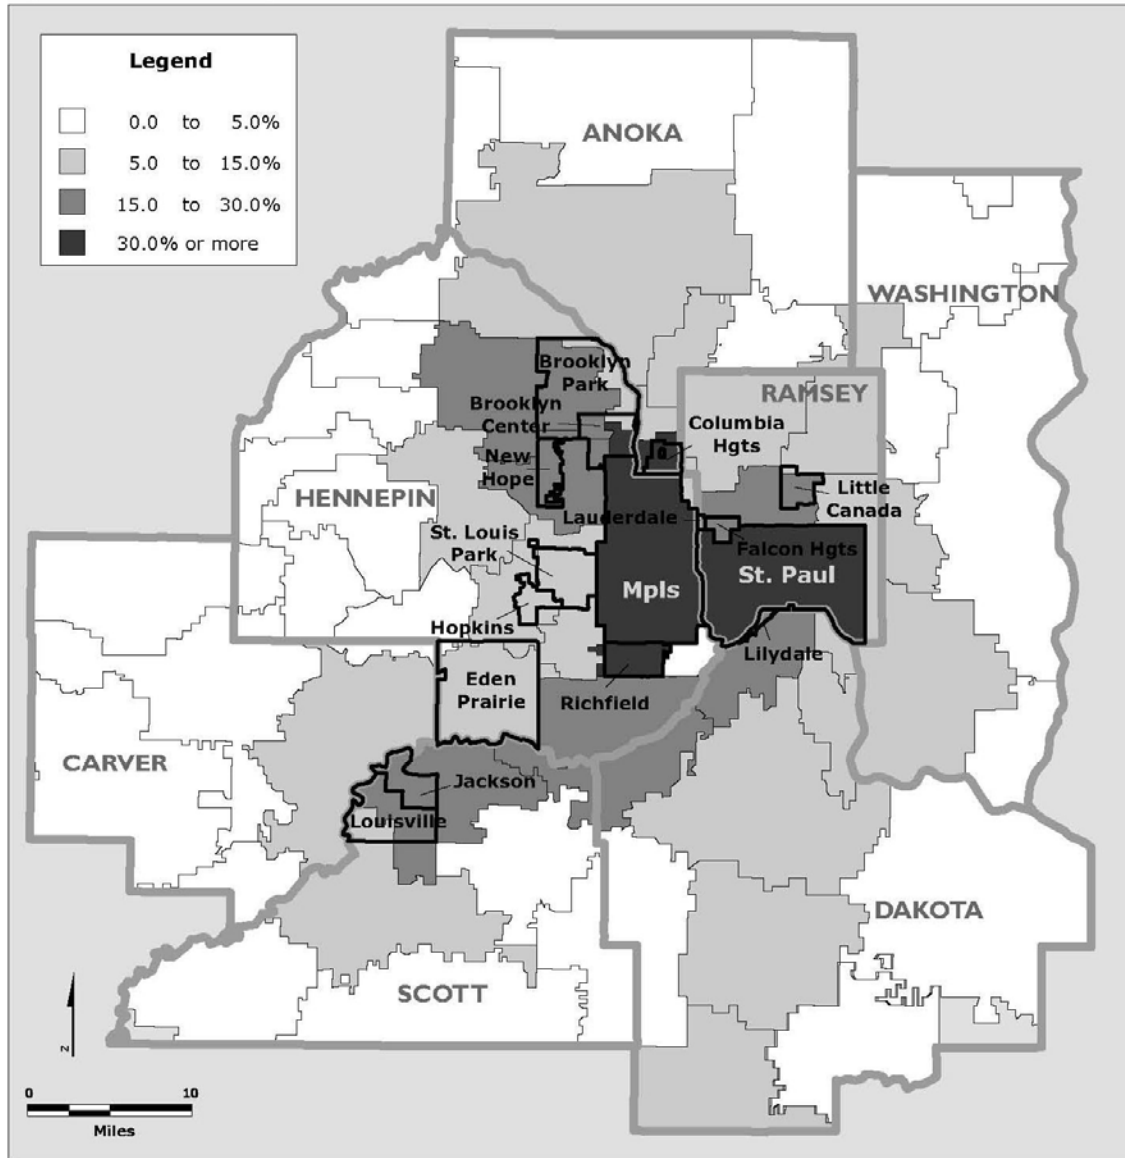 Legend
0.0 to 5.0%
5.0 to 15.0%
15.0 to 30.0%
30.0% or more
ANOKA
WASHINGTON
RAMSEY
Brooklyn
Park
Brooklyn
Center
Columbia
Hgts
New
Hope
HENNEPIN
Little
Canada
Lauderdale
St. Louis
Park
Falcon Hgts
St. Paul
Mpls
Hopkins
Lilydale
Eden
Prairie
Richfield
CARVER
Jackson
Louisville
DAKOTA
SCOTT
z
0 10
Miles